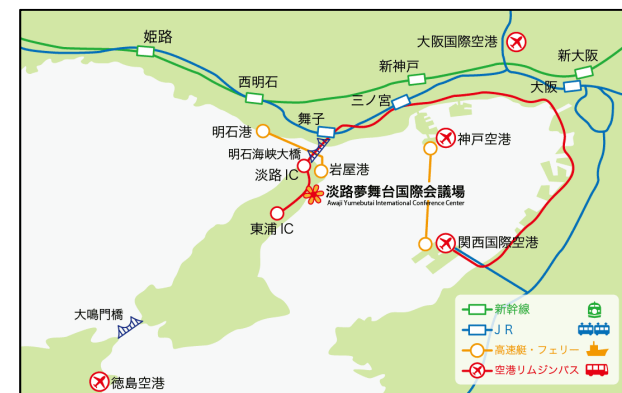 姫路
大阪国際空港
新大阪
西明石
新神戸
大阪
三ノ宮
舞子
明石港
神戸空港
明石海峡大橋
岩屋港
淡路IC
淡路夢舞台国際会議場
Awaji Yumebutai International Conference Center
東浦IC
関西国際空港
大鳴門橋
徳島空港
新幹線
JR
高速艇・フェリー
空港リムジンバス